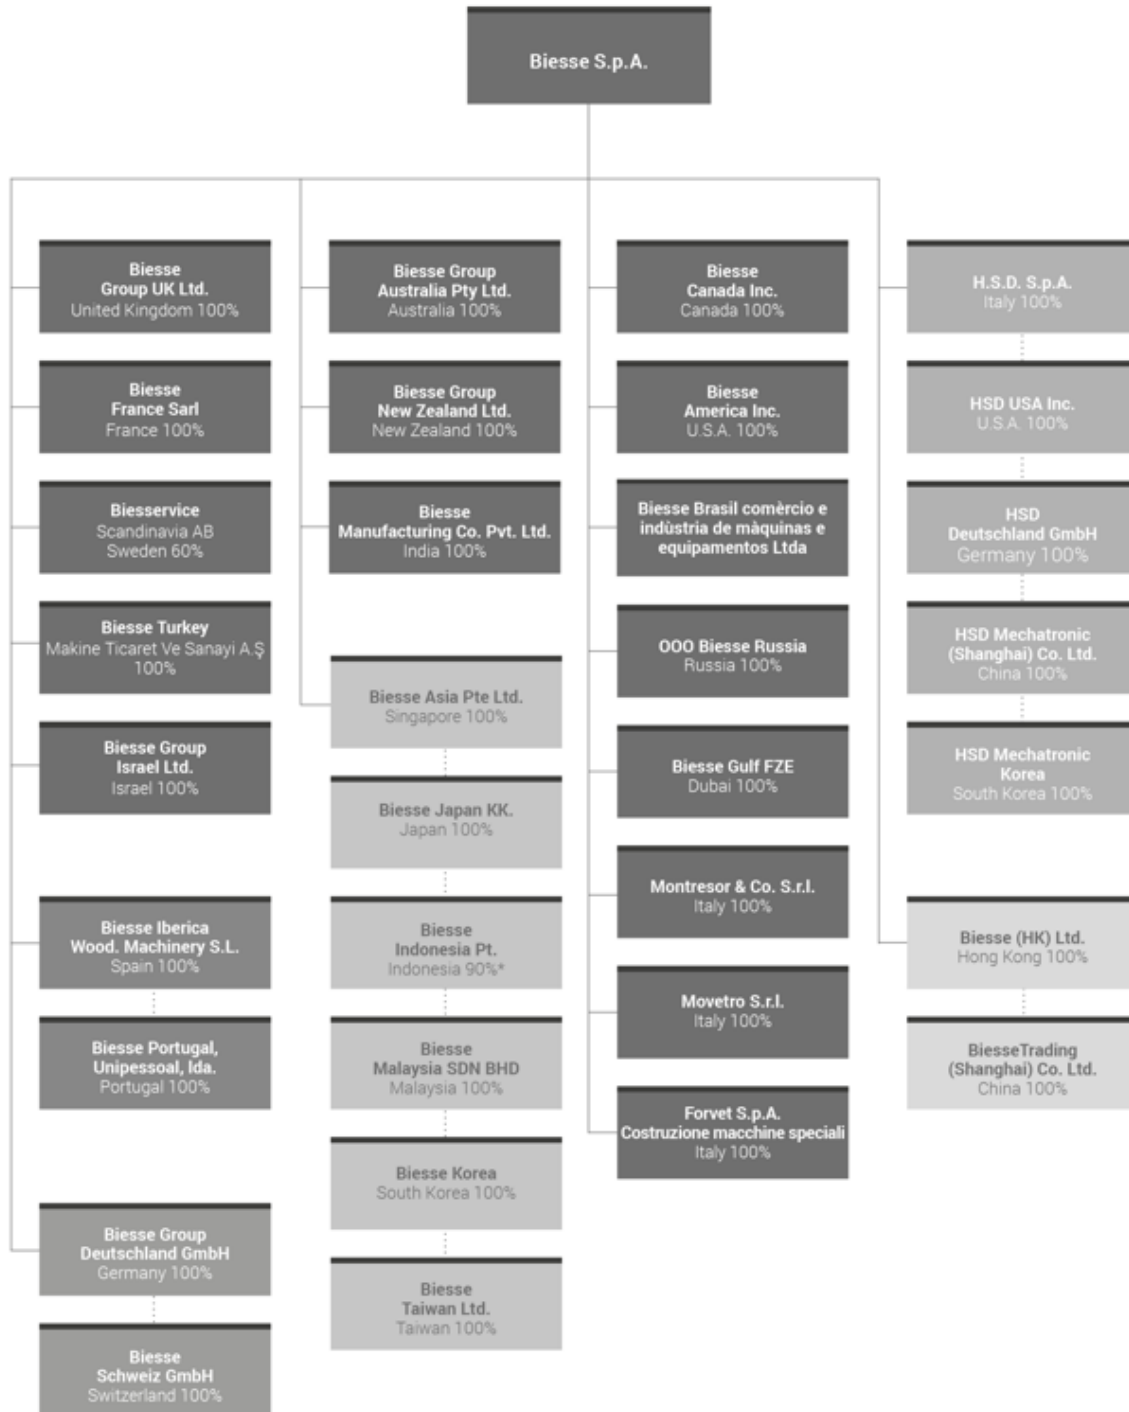 Biesse S.p.A.
Biesse
Group UK Ltd.
United Kingdom 100%
Biesse
France Sarl
France 100%
Biesservice
Scandinavia AB
Sweden 60%
Biesse Turkey
Makine Ticaret Ve Sanayi A.Ş
100%
Biesse Group
Israel Ltd.
Israel 100%
Biesse Iberica
Wood. Machinery S.L.
Spain 100%
Biesse Portugal,
Unipessoal, lda.
Portugal 100%
Biesse Group
Deutschland GmbH
Germany 100%
Biesse
Schweiz GmbH
Switzerland 100%
Biesse Group
Australia Pty Ltd.
Australia 100%
Biesse Group
New Zealand Ltd.
New Zealand 100%
Biesse
Manufacturing Co. Pvt. Ltd.
India 100%
Biesse Asia Pte Ltd.
Singapore 100%
Biesse Japan KK.
Japan 100%
Biesse
Indonesia Pt.
Indonesia 90%*
Biesse
Malaysia SDN BHD
Malaysia 100%
Biesse Korea
South Korea 100%
Biesse
Taiwan Ltd.
Taiwan 100%
Biesse
Canada Inc.
Canada 100%
Biesse
America Inc.
U.S.A. 100%
Biesse Brasil comèrcio e
indùstria de màquinas e
equipamentos Ltda
OOO Biesse Russia
Russia 100%
Biesse Gulf FZE
Dubai 100%
Montresor & Co. S.r.l.
Italy 100%
Movetro S.r.l.
Italy 100%
Forvet S.p.A.
Costruzione macchine speciali
Italy 100%
H.S.D. S.p.A.
Italy 100%
HSD USA Inc.
U.S.A. 100%
HSD
Deutschland GmbH
Germany 100%
HSD Mechatronic
(Shanghai) Co. Ltd.
China 100%
HSD Mechatronic
Korea
South Korea 100%
Biesse (HK) Ltd.
Hong Kong 100%
BiesseTrading
(Shanghai) Co. Ltd.
China 100%